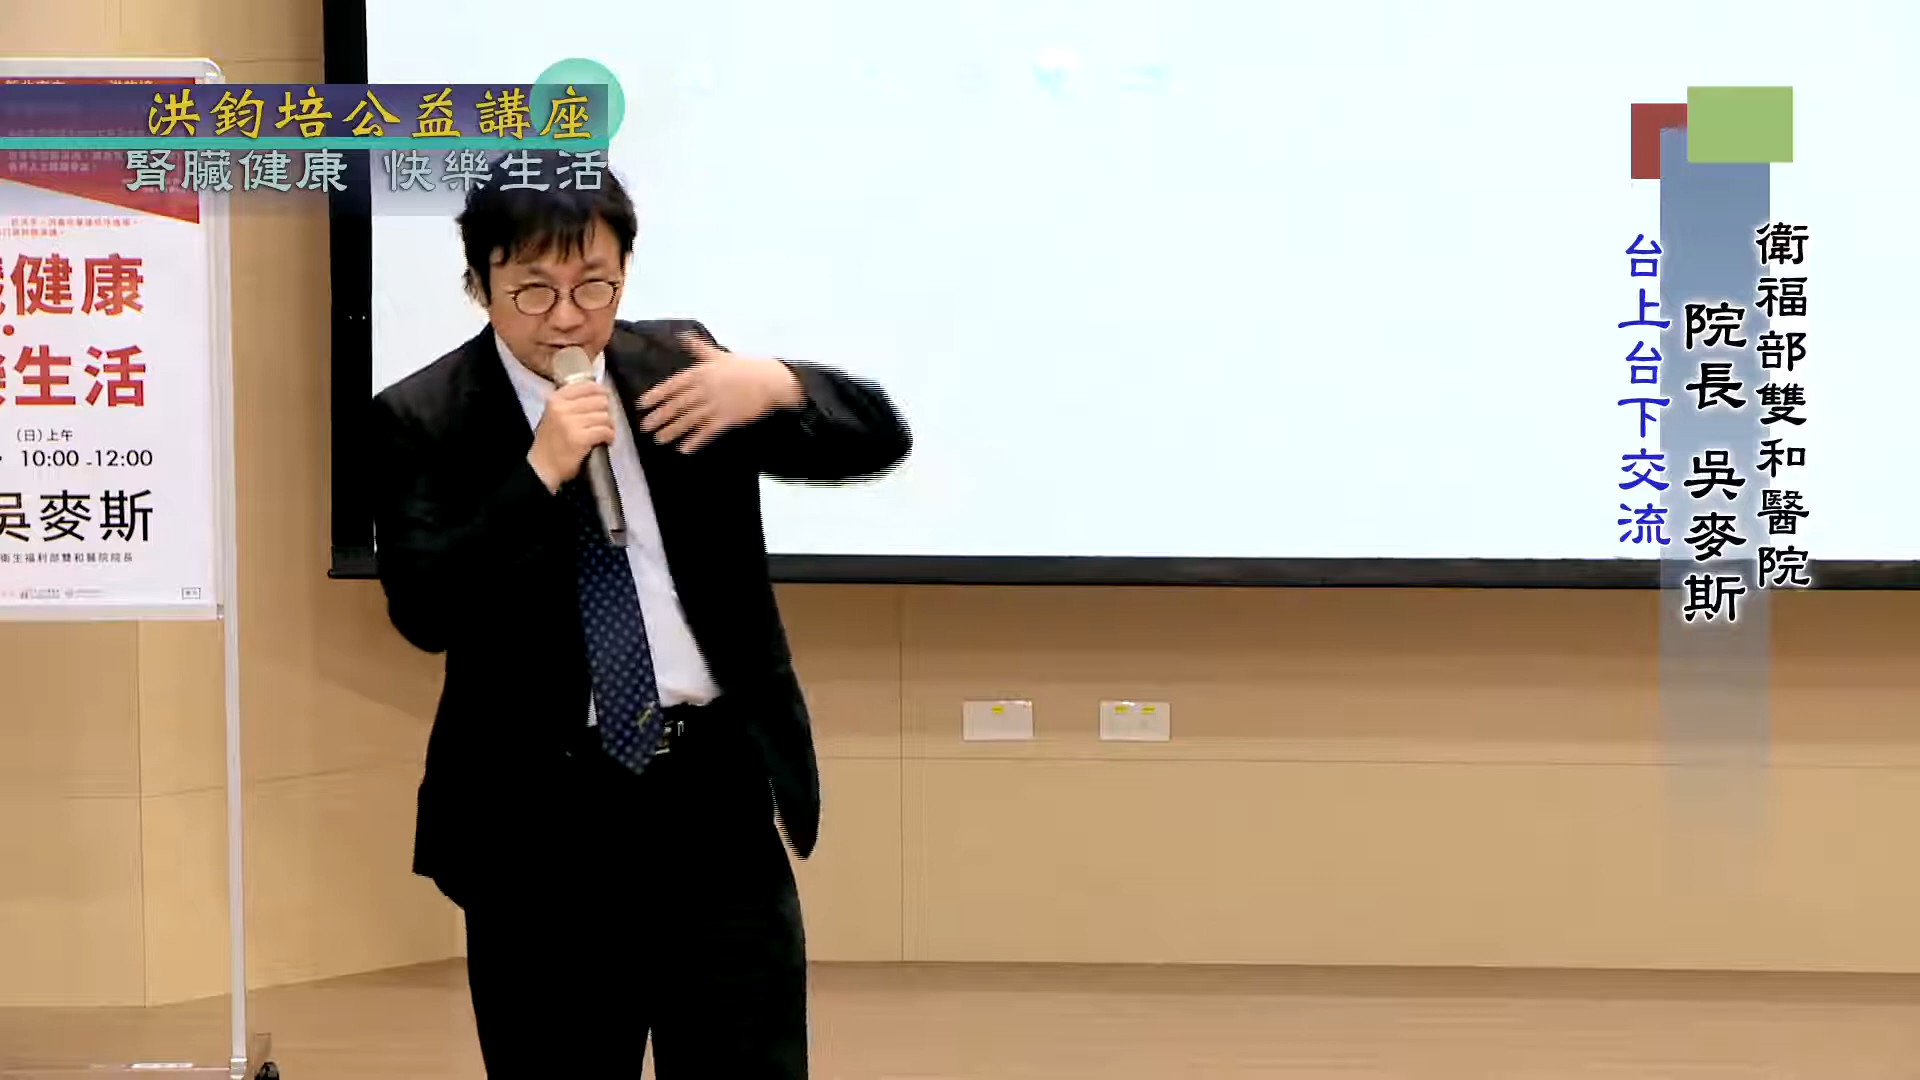 洪鈞培公益講座
腎臟健康 快樂生活
衛福部雙和醫院
院長 吳麥斯
台上台下交流
健康
生活
(日)上午
10:00-12:00
吳麥斯
衛生福利部雙和醫院院長